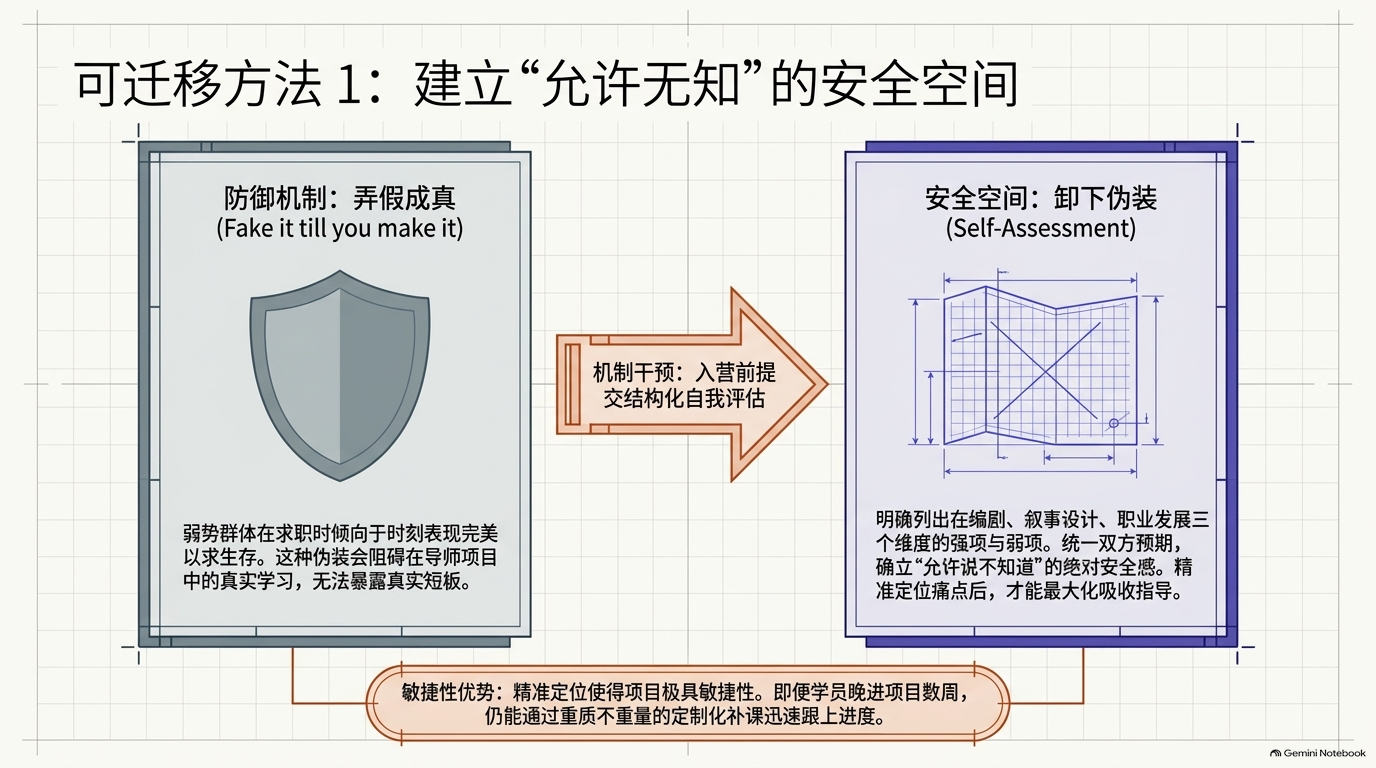 可迁移方法 1：建立“允许无知”的安全空间
防御机制：弄假成真
(Fake it till you make it)
弱势群体在求职时倾向于时刻表现完美
以求生存。这种伪装会阻碍在导师项目
中的真实学习，无法暴露真实短板。
机制干预：入营前提
交结构化自我评估
安全空间：卸下伪装
(Self-Assessment)
明确列出在编剧、叙事设计、职业发展三
个维度的强项与弱项。统一双方预期，
确立“允许说不知道”的绝对安全感。精
准定位痛点后，才能最大化吸收指导。
敏捷性优势：精准定位使得项目极具敏捷性。即便学员晚进项目数周，
仍能通过重质不重量的定制化补课迅速跟上进度。
Gemini Notebook